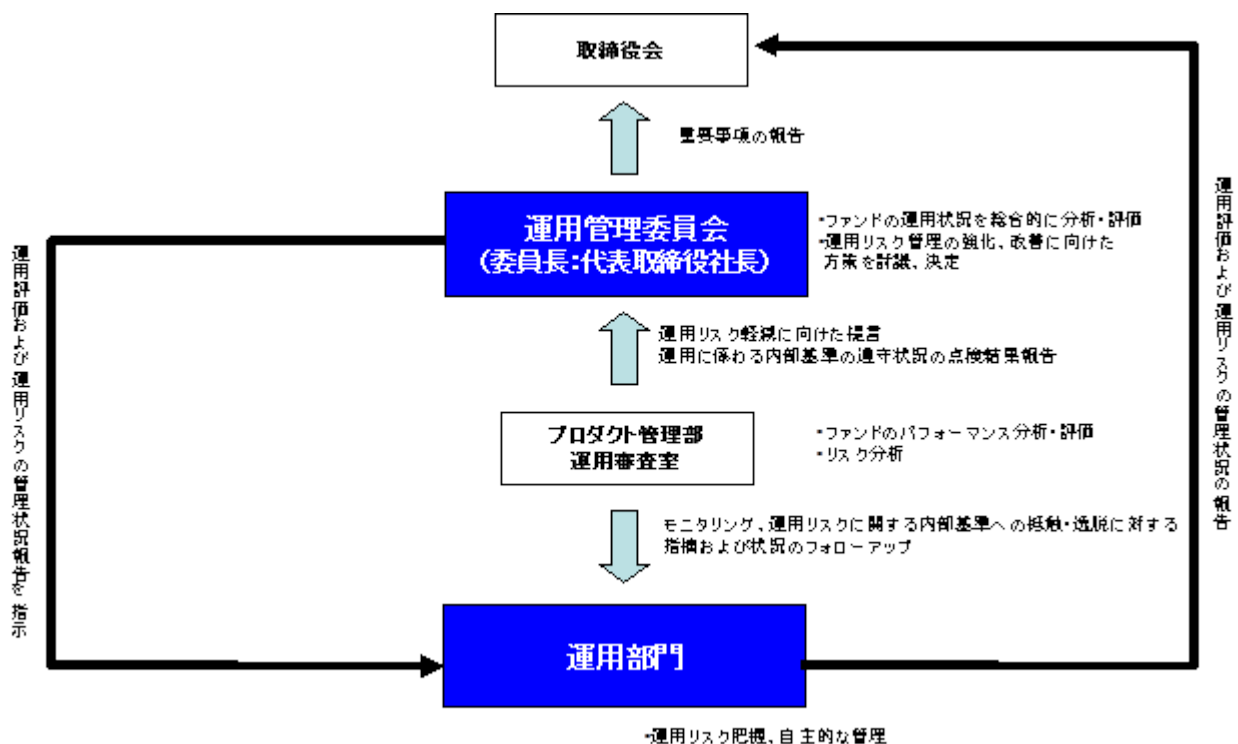 取締役会
重要事項の報告
運用管理委員会
(委員長:代表取締役社長)
・ファンドの運用状況を総合的に分析・評価
・運用リスク管理の強化、改善に向けた
方策を討議、決定
運用リスク軽減に向けた提言
運用に係わる内部基準の遵守状況の点検結果報告
プロダクト管理部
運用審査室
・ファンドのパフォーマンス分析・評価
・リスク分析
モニタリング、運用リスクに関する内部基準への抵触・逸脱に対する
指摘および状況のフォローアップ
運用部門
・運用リスク把握、自主的な管理
運用評価および運用リスクの管理状況報告を指示
運用評価および運用リスクの管理状況の報告